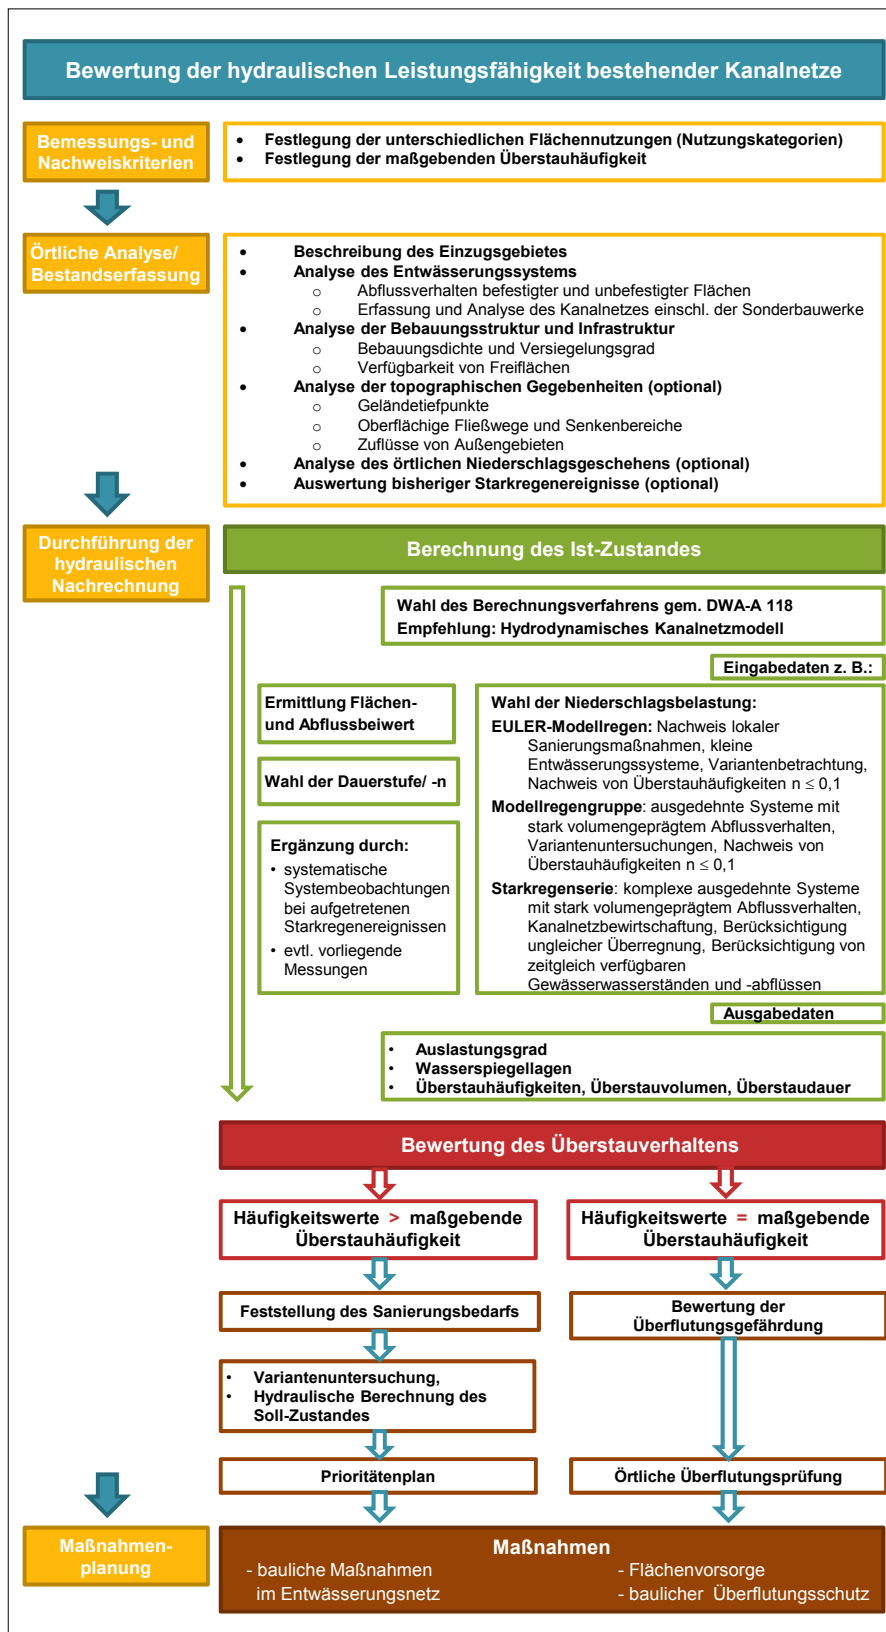 Bewertung der hydraulischen Leistungsfähigkeit bestehender Kanalnetze
Bemessungs- und
Nachweiskriterien
• Festlegung der unterschiedlichen Flächennutzungen (Nutzungskategorien)
• Festlegung der maßgebenden Überstauhäufigkeit
Örtliche Analyse/
Bestandserfassung
• Beschreibung des Einzugsgebietes
• Analyse des Entwässerungssystems
o Abflussverhalten befestigter und unbefestigter Flächen
o Erfassung und Analyse des Kanalnetzes einschl. der Sonderbauwerke
• Analyse der Bebauungsstruktur und Infrastruktur
o Bebauungsdichte und Versiegelungsgrad
o Verfügbarkeit von Freiflächen
• Analyse der topographischen Gegebenheiten (optional)
o Geländetiefpunkte
o Oberflächige Fließwege und Senkenbereiche
o Zuflüsse von Außengebieten
• Analyse des örtlichen Niederschlagsgeschehens (optional)
• Auswertung bisheriger Starkregenereignisse (optional)
Durchführung der
hydraulischen
Nachrechnung
Berechnung des Ist-Zustandes
Wahl des Berechnungsverfahrens gem. DWA-A 118
Empfehlung: Hydrodynamisches Kanalnetzmodell
Eingabedaten z. B.:
Ermittlung Flächen-
und Abflussbeiwert
Wahl der Dauerstufe/ -n
Ergänzung durch:
• systematische
Systembeobachtungen
bei aufgetretenen
Starkregenereignissen
• evtl. vorliegende
Messungen
Wahl der Niederschlagsbelastung:
EULER-Modellregen: Nachweis lokaler
Sanierungsmaßnahmen, kleine
Entwässerungssysteme, Variantenbetrachtung,
Nachweis von Überstauhäufigkeiten n ≤ 0,1
Modellregengruppe: ausgedehnte Systeme mit
stark volumengeprägtem Abflussverhalten,
Variantenuntersuchungen, Nachweis von
Überstauhäufigkeiten n ≤ 0,1
Starkregenserie: komplexe ausgedehnte Systeme
mit stark volumengeprägtem Abflussverhalten,
Kanalnetzbewirtschaftung, Berücksichtigung
ungleicher Überregnung, Berücksichtigung von
zeitgleich verfügbaren
Gewässerwasserständen und -abflüssen
Ausgabedaten
• Auslastungsgrad
• Wasserspiegellagen
• Überstauhäufigkeiten, Überstauvolumen, Überstaudauer
Bewertung des Überstauverhaltens
Häufigkeitswerte > maßgebende
Überstauhäufigkeit
Häufigkeitswerte = maßgebende
Überstauhäufigkeit
Feststellung des Sanierungsbedarfs
Bewertung der
Überflutungsgefährdung
• Variantenuntersuchung,
• Hydraulische Berechnung des
Soll-Zustandes
Prioritätenplan
Örtliche Überflutungsprüfung
Maßnahmen-
planung
Maßnahmen
- bauliche Maßnahmen
im Entwässerungsnetz
- Flächenvorsorge
- baulicher Überflutungsschutz